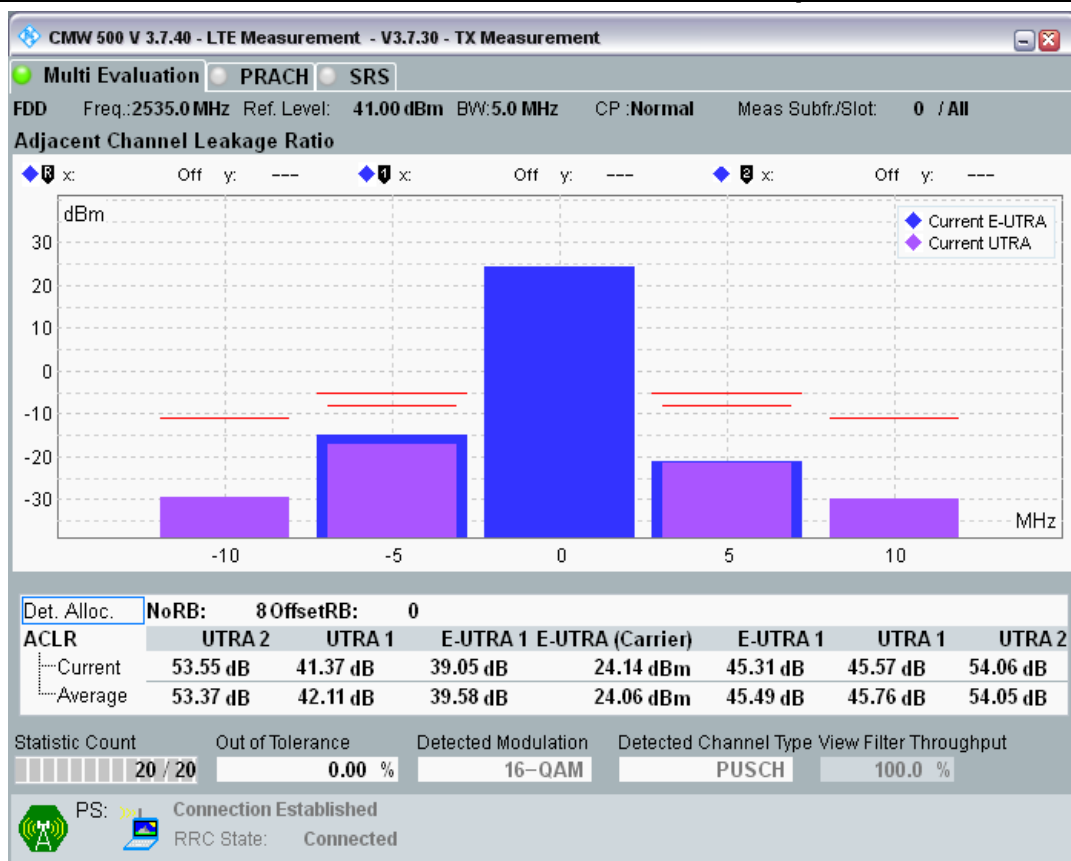 CMW 500 V 3.7.40 - LTE Measurement - V3.7.30 - TX Measurement
Multi Evaluation PRACH SRS
FDD Freq.:2535.0 MHz Ref. Level: 41.00 dBm BW:5.0 MHz CP :Normal Meas Subfr./Slot: 0 / All
Adjacent Channel Leakage Ratio
R x: Off y: --- 1 x: Off y: --- 2 x: Off y: ---
dBm
Current E-UTRA
Current UTRA
30
20
10
0
-10
-20
-30
MHz
-10 -5 0 5 10
Det. Alloc. NoRB: 8 OffsetRB: 0
ACLR UTRA 2 UTRA 1 E-UTRA 1 E-UTRA (Carrier) E-UTRA 1 UTRA 1 UTRA 2
Current 53.55 dB 41.37 dB 39.05 dB 24.14 dBm 45.31 dB 45.57 dB 54.06 dB
Average 53.37 dB 42.11 dB 39.58 dB 24.06 dBm 45.49 dB 45.76 dB 54.05 dB
Statistic Count Out of Tolerance Detected Modulation Detected Channel Type View Filter Throughput
20 / 20 0.00 % 16-QAM PUSCH 100.0 %
PS: Connection Established
RRC State: Connected